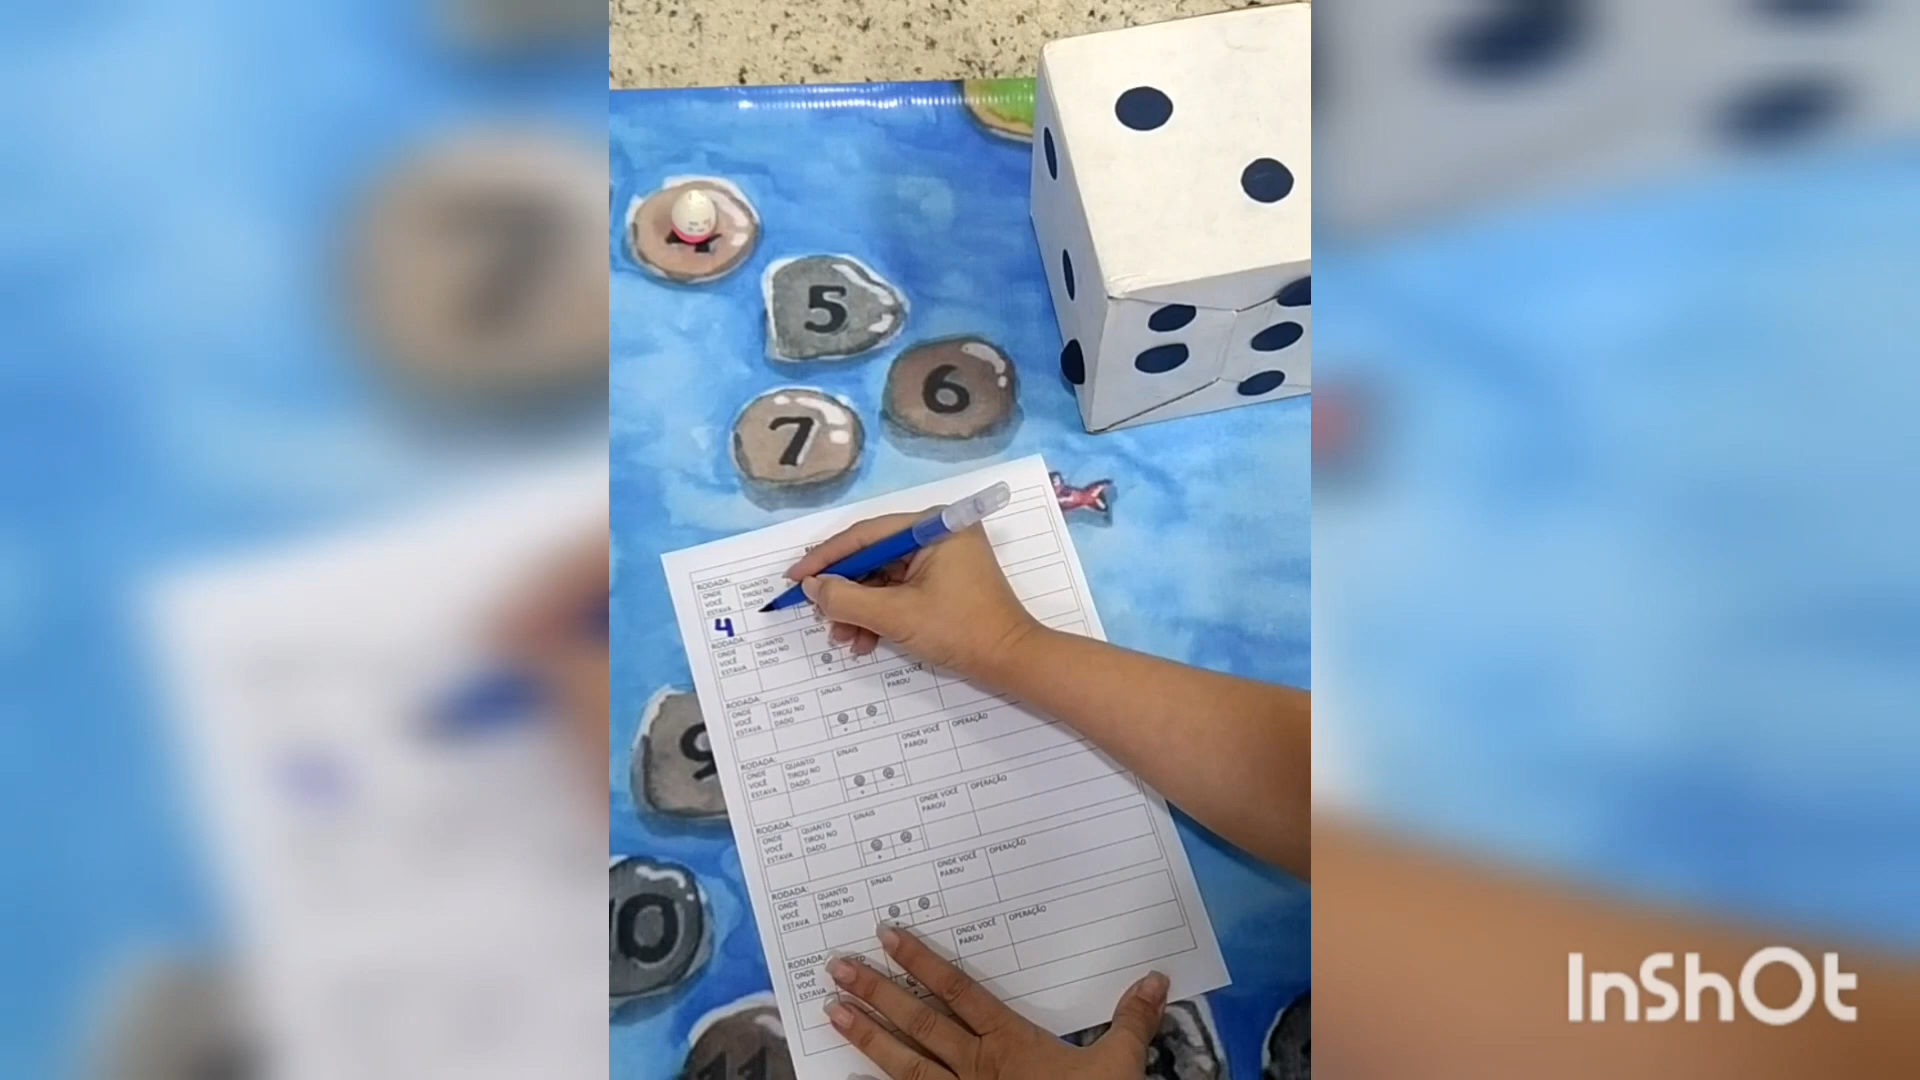 4
5
6
7
RODADA:
ONDE VOCÊ ESTAVA
QUANTO TIROU NO DADO
4
RODADA:
ONDE VOCÊ ESTAVA
QUANTO TIROU NO DADO
SINAIS
+
RODADA:
ONDE VOCÊ ESTAVA
QUANTO TIROU NO DADO
SINAIS
+ -
ONDE VOCÊ PAROU
9
RODADA:
ONDE VOCÊ ESTAVA
QUANTO TIROU NO DADO
SINAIS
+ -
ONDE VOCÊ PAROU
OPERAÇÃO
RODADA:
ONDE VOCÊ ESTAVA
QUANTO TIROU NO DADO
SINAIS
+ -
ONDE VOCÊ PAROU
OPERAÇÃO
10
RODADA:
ONDE VOCÊ ESTAVA
QUANTO TIROU NO DADO
SINAIS
+ -
ONDE VOCÊ PAROU
OPERAÇÃO
RODADA:
ONDE VOCÊ ESTAVA
ONDE VOCÊ PAROU
OPERAÇÃO
11
InShOt